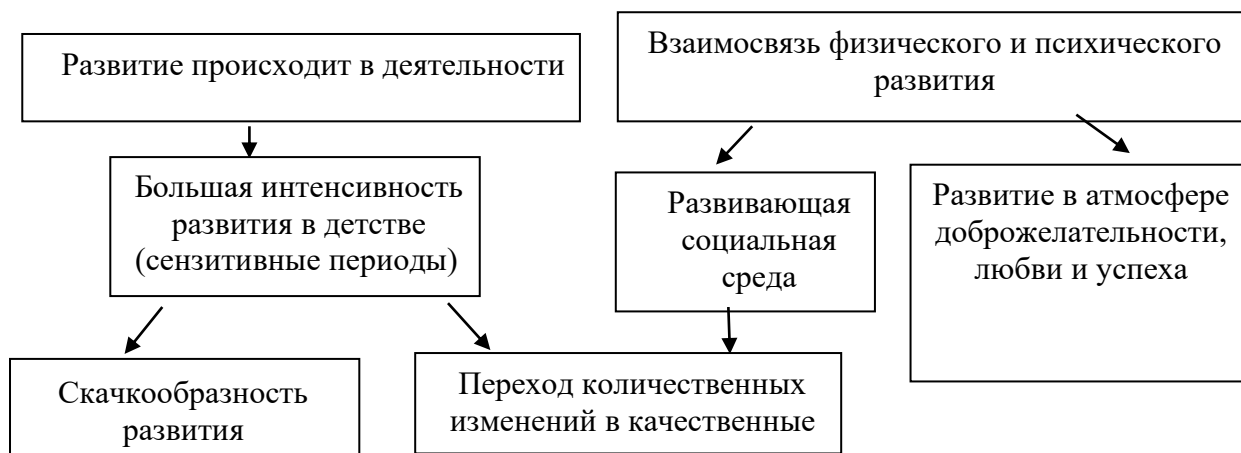 Развитие происходит в деятельности
Взаимосвязь физического и психического
развития
Большая интенсивность
развития в детстве
(сензитивные периоды)
Развивающая
социальная
среда
Развитие в атмосфере
доброжелательности,
любви и успеха
Скачкообразность
развития
Переход количественных
изменений в качественные